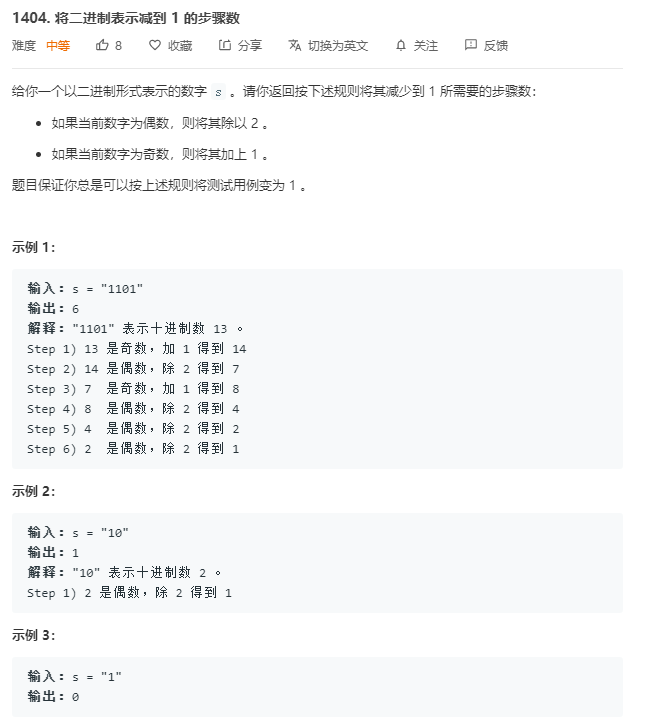 1404. 将二进制表示减到 1 的步骤数
难度 中等 8 收藏 分享 切换为英文 关注 反馈
给你一个以二进制形式表示的数字 s 。请你返回按下述规则将其减少到 1 所需要的步骤数：
• 如果当前数字为偶数，则将其除以 2 。
• 如果当前数字为奇数，则将其加上 1 。
题目保证你总是可以按上述规则将测试用例变为 1 。
示例 1：
输入：s = "1101"
输出：6
解释："1101" 表示十进制数 13 。
Step 1) 13 是奇数，加 1 得到 14
Step 2) 14 是偶数，除 2 得到 7
Step 3) 7 是奇数，加 1 得到 8
Step 4) 8 是偶数，除 2 得到 4
Step 5) 4 是偶数，除 2 得到 2
Step 6) 2 是偶数，除 2 得到 1
示例 2：
输入：s = "10"
输出：1
解释："10" 表示十进制数 2 。
Step 1) 2 是偶数，除 2 得到 1
示例 3：
输入：s = "1"
输出：0